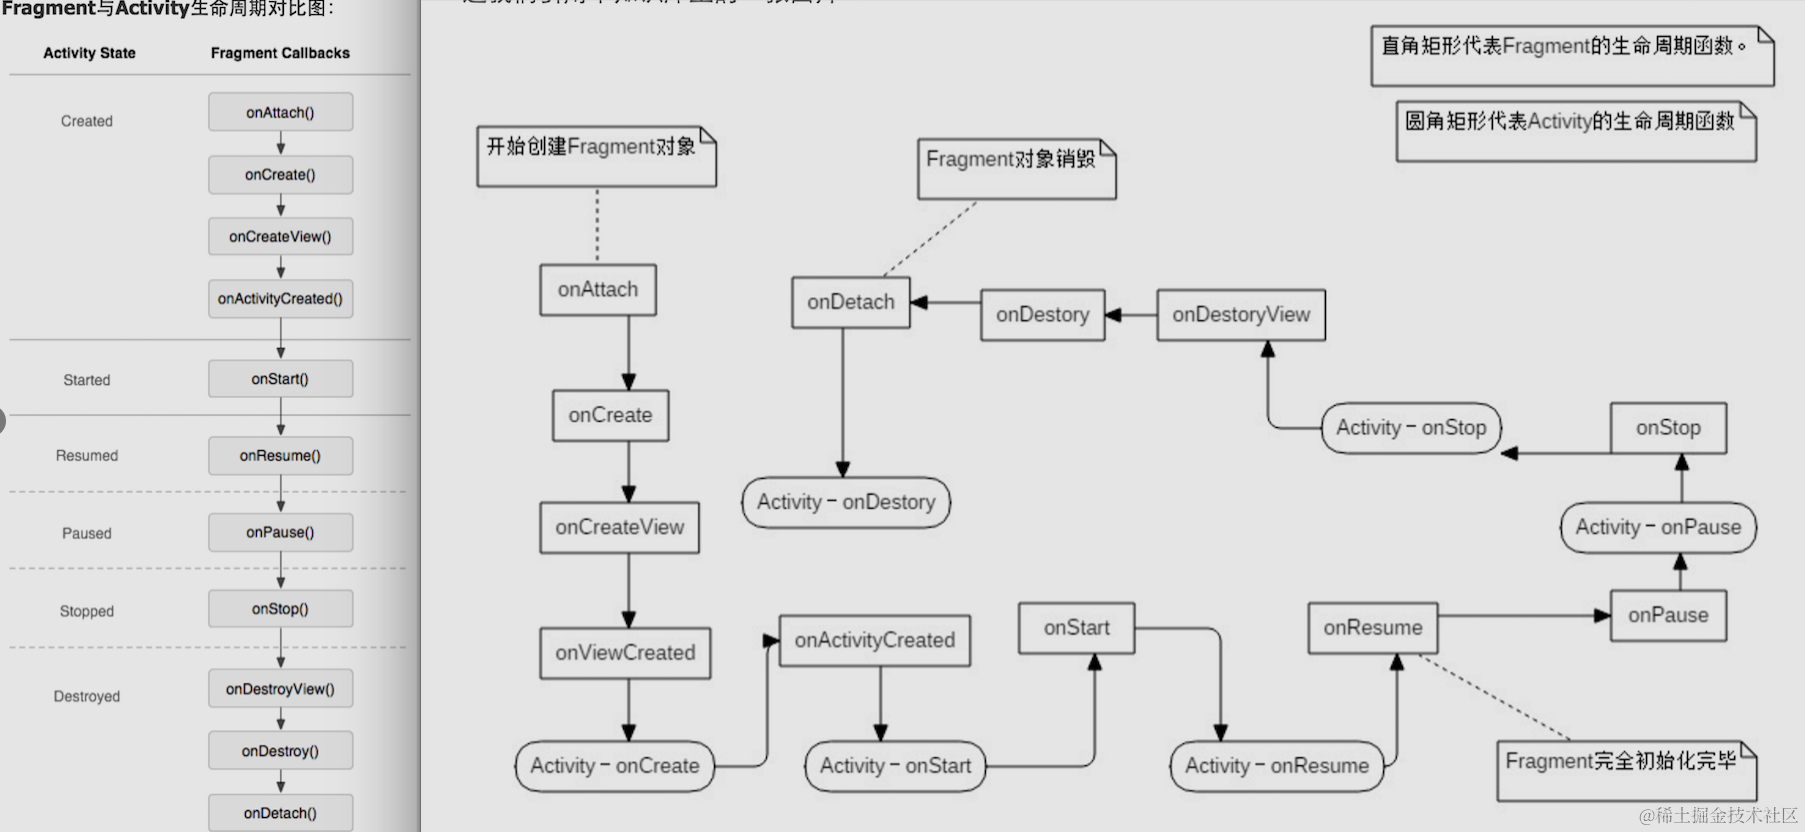 Fragment与Activity生命周期对比图：
Activity State
Fragment Callbacks
Created
onAttach()
onCreate()
onCreateView()
onActivityCreated()
Started
onStart()
Resumed
onResume()
Paused
onPause()
Stopped
onStop()
Destroyed
onDestroyView()
onDestroy()
onDetach()
直角矩形代表Fragment的生命周期函数。
圆角矩形代表Activity的生命周期函数
开始创建Fragment对象
Fragment对象销毁
onAttach
onDetach
onDestory
onDestoryView
onCreate
Activity－onStop
onStop
onCreateView
Activity－onDestory
Activity－onPause
onViewCreated
onActivityCreated
onStart
onResume
onPause
Activity－onCreate
Activity－onStart
Activity－onResume
Fragment完全初始化完毕
@稀土掘金技术社区